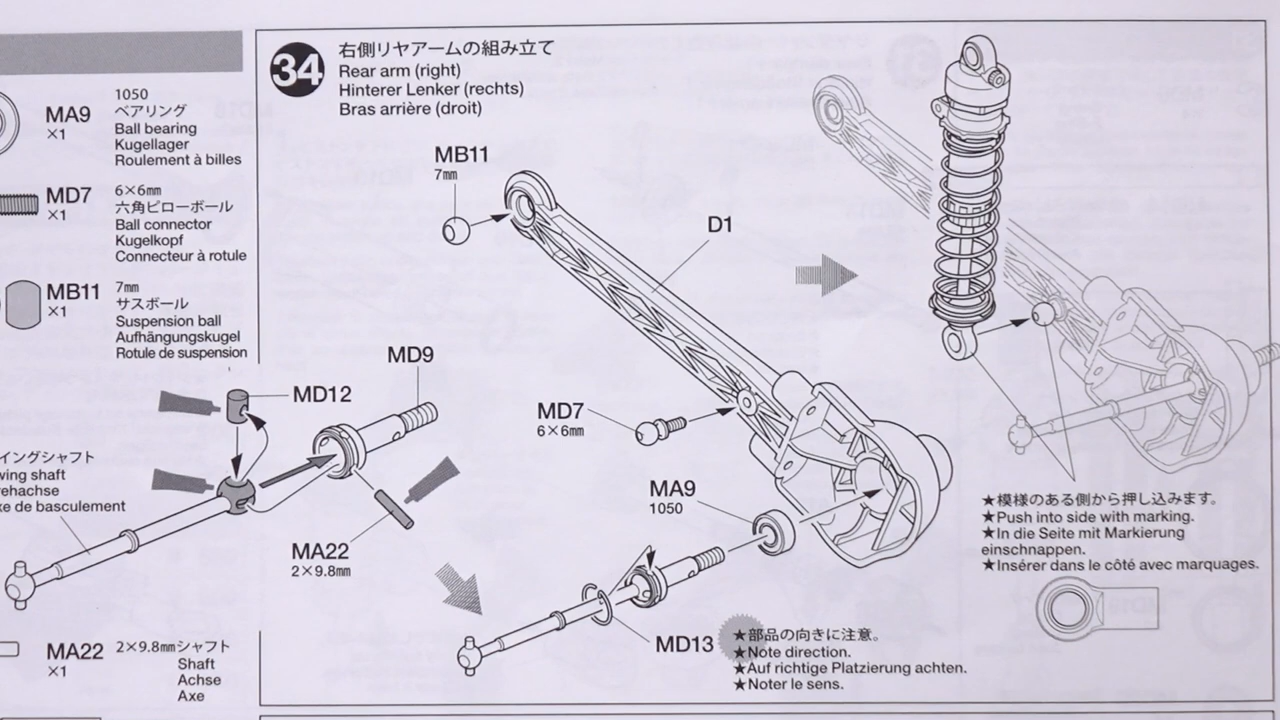 1050
MA9
ベアリング
×1
Ball bearing
Kugellager
Roulement à billes
MD7
6×6㎜
×1
六角ピローボール
Ball connector
Kugelkopf
Connecteur à rotule
MB11
7㎜
×1
サスボール
Suspension ball
Aufhängungskugel
Rotule de suspension
34
右側リヤアームの組み立て
Rear arm (right)
Hinterer Lenker (rechts)
Bras arrière (droit)
MB11
7㎜
D1
MD9
MD12
MD7
6×6㎜
MA9
1050
MA22
2×9.8㎜
イングシャフト
wing shaft
rehachse
xe de basculement
MD13
★部品の向きに注意。
★Note direction.
★Auf richtige Platzierung achten.
★Noter le sens.
★模様のある側から押し込みます。
★Push into side with marking.
★In die Seite mit Markierung
einschnappen.
★Insérer dans le côté avec marquages.
MA22
×1
2×9.8㎜シャフト
Shaft
Achse
Axe